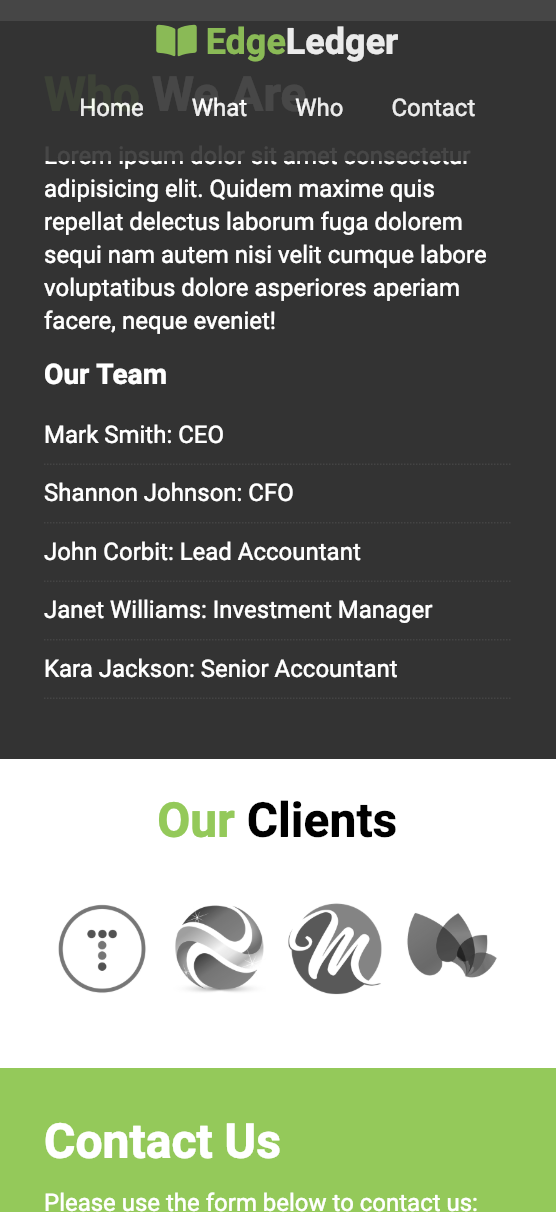 EdgeLedger
Who We Are
Home What Who Contact
Lorem ipsum dolor sit amet consectetur
adipisicing elit. Quidem maxime quis
repellat delectus laborum fuga dolorem
sequi nam autem nisi velit cumque labore
voluptatibus dolore asperiores aperiam
facere, neque eveniet!
Our Team
Mark Smith: CEO
Shannon Johnson: CFO
John Corbit: Lead Accountant
Janet Williams: Investment Manager
Kara Jackson: Senior Accountant
Our Clients
T
M
Contact Us
Please use the form below to contact us: